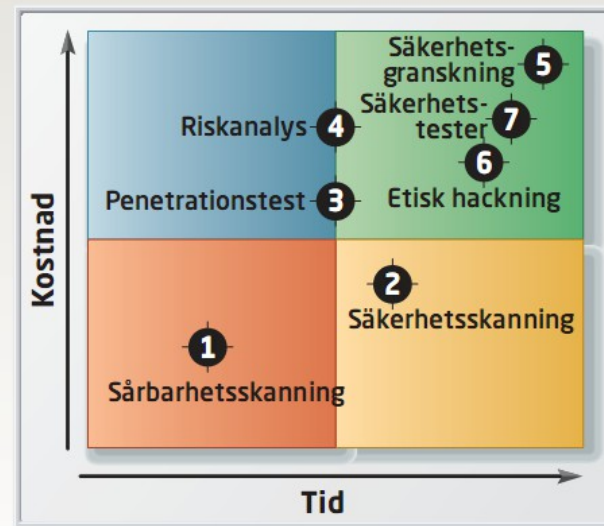 Säkerhets-
granskning 5
Säkerhets-
tester 7
Riskanalys 4
6
Penetrationstest 3
Etisk hackning
2
Säkerhetsskanning
1
Sårbarhetsskanning
Kostnad
Tid